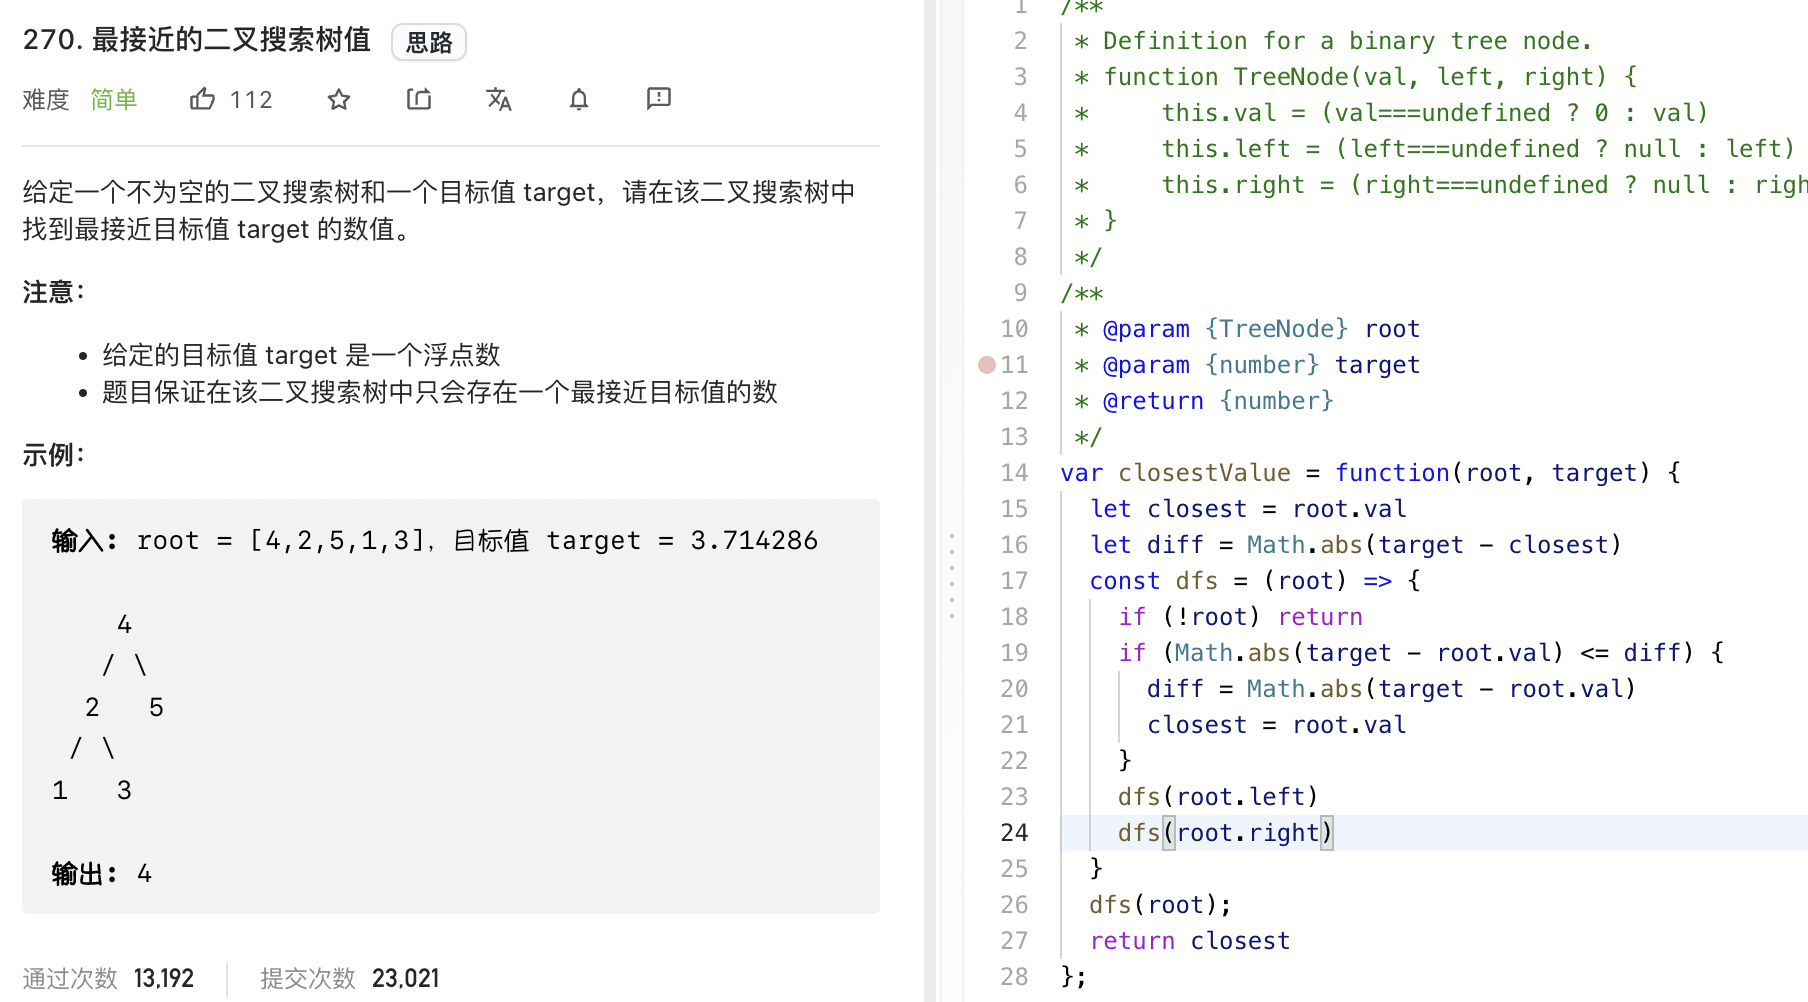 270. 最接近的二叉搜索树值 思路
难度 简单 112
给定一个不为空的二叉搜索树和一个目标值 target，请在该二叉搜索树中
找到最接近目标值 target 的数值。
注意：
• 给定的目标值 target 是一个浮点数
• 题目保证在该二叉搜索树中只会存在一个最接近目标值的数
示例：
输入: root = [4,2,5,1,3]，目标值 target = 3.714286
4
/ \
2 5
/ \
1 3
输出: 4
通过次数 13,192 提交次数 23,021
1 /**
2 * Definition for a binary tree node.
3 * function TreeNode(val, left, right) {
4 *     this.val = (val===undefined ? 0 : val)
5 *     this.left = (left===undefined ? null : left)
6 *     this.right = (right===undefined ? null : righ
7 * }
8 */
9 /**
10 * @param {TreeNode} root
11 * @param {number} target
12 * @return {number}
13 */
14 var closestValue = function(root, target) {
15   let closest = root.val
16   let diff = Math.abs(target - closest)
17   const dfs = (root) => {
18     if (!root) return
19     if (Math.abs(target - root.val) <= diff) {
20       diff = Math.abs(target - root.val)
21       closest = root.val
22     }
23     dfs(root.left)
24     dfs(root.right)
25   }
26   dfs(root);
27   return closest
28 };